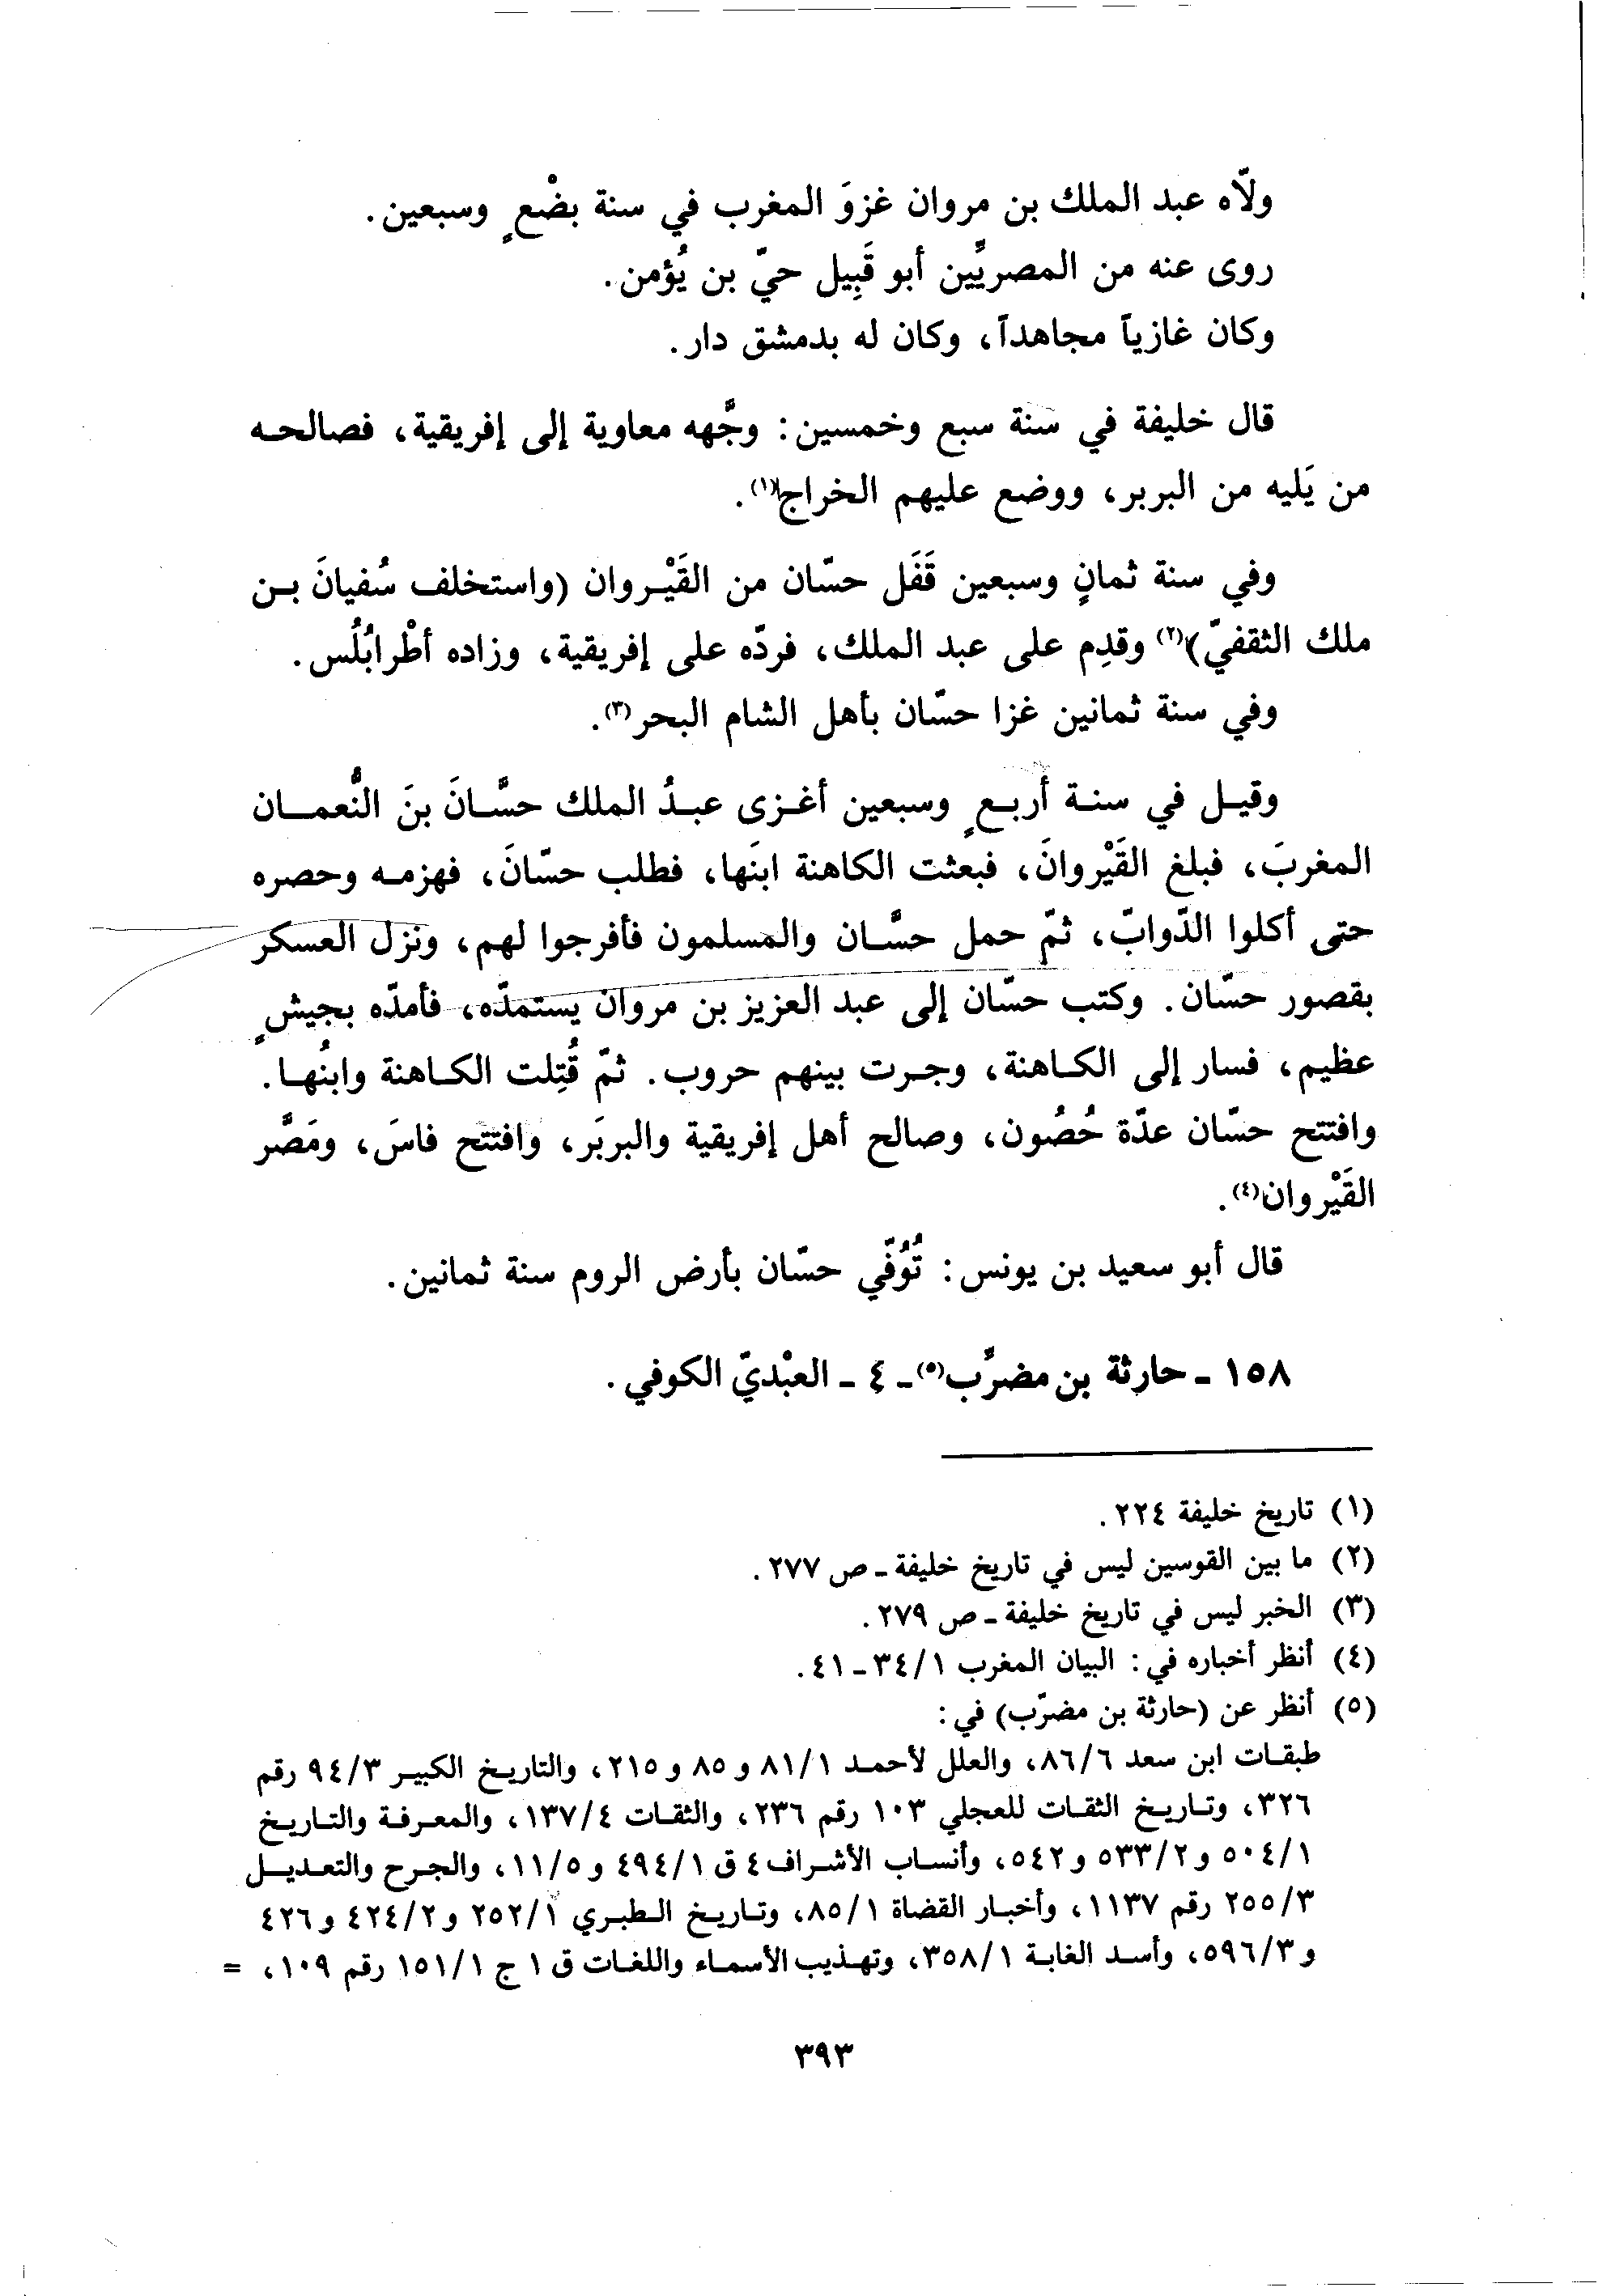 ولّاه عبد الملك بن مروان غزوَ المغرب في سنة بضْعٍ وسبعين.
روى عنه من المصريّين أبو قَبِيل حيّ بن يُؤمن.
وكان غازياً مجاهداً، وكان له بدمشق دار.
قال خليفة في سنة سبع وخمسين: وجّهه معاوية إلى إفريقية، فصالحه
من يَليه من البربر، ووضع عليهم الخراج(١).
وفي سنة ثمانٍ وسبعين قَفَل حسّان من القَيْروان (واستخلف سُفيانَ بن
ملك الثقفيّ)(٢) وقدِم على عبد الملك، فردّه على إفريقية، وزاده أطْرابُلُس.
وفي سنة ثمانين غزا حسّان بأهل الشام البحر(٣).
وقيل في سنة أربعٍ وسبعين أغزى عبدُ الملك حسَّانَ بنَ النُّعمان
المغربَ، فبلغ القَيْروانَ، فبعثت الكاهنة ابنَها، فطلب حسّانَ، فهزمه وحصره
حتى أكلوا الدّوابّ، ثمّ حمل حسَّان والمسلمون فأفرجوا لهم، ونزل العسكر
بقصور حسّان. وكتب حسّان إلى عبد العزيز بن مروان يستمدّه، فأمدّه بجيشٍ
عظيم، فسار إلى الكاهنة، وجرت بينهم حروب. ثمّ قُتِلت الكاهنة وابنُها.
وافتتح حسّان عدّة حُصُون، وصالح أهل إفريقية والبربَر، وافتتح فاسَ، ومَصَّر
القَيْروان(٤).
قال أبو سعيد بن يونس: تُوُفّي حسّان بأرض الروم سنة ثمانين.
١٥٨ - حارثة بن مضرِّب(٥) - ٤ - العبْديّ الكوفي.
(١) تاريخ خليفة ٢٢٤.
(٢) ما بين القوسين ليس في تاريخ خليفة - ص ٢٧٧.
(٣) الخبر ليس في تاريخ خليفة - ص ٢٧٩.
(٤) أنظر أخباره في: البيان المغرب ٣٤/١ - ٤١.
(٥) أنظر عن (حارثة بن مضرّب) في:
طبقات ابن سعد ٨٦/٦، والعلل لأحمد ٨١/١ و ٨٥ و ٢١٥، والتاريخ الكبير ٩٤/٣ رقم
٣٢٦، وتاريخ الثقات للعجلي ١٠٣ رقم ٢٣٦، والثقات ١٣٧/٤، والمعرفة والتاريخ
٥٠٤/١ و ٥٣٣/٢ و ٥٤٢، وأنساب الأشراف ٤ ق ٤٩٤/١ و ١١/٥، والجرح والتعديل
٢٥٥/٣ رقم ١١٣٧، وأخبار القضاة ٨٥/١، وتاريخ الطبري ٢٥٢/١ و ٤٢٤/٢ و ٤٢٦
و ٥٩٦/٣، وأسد الغابة ٣٥٨/١، وتهذيب الأسماء واللغات ق ١ ج ١٥١/١ رقم ١٠٩، =
٣٩٣